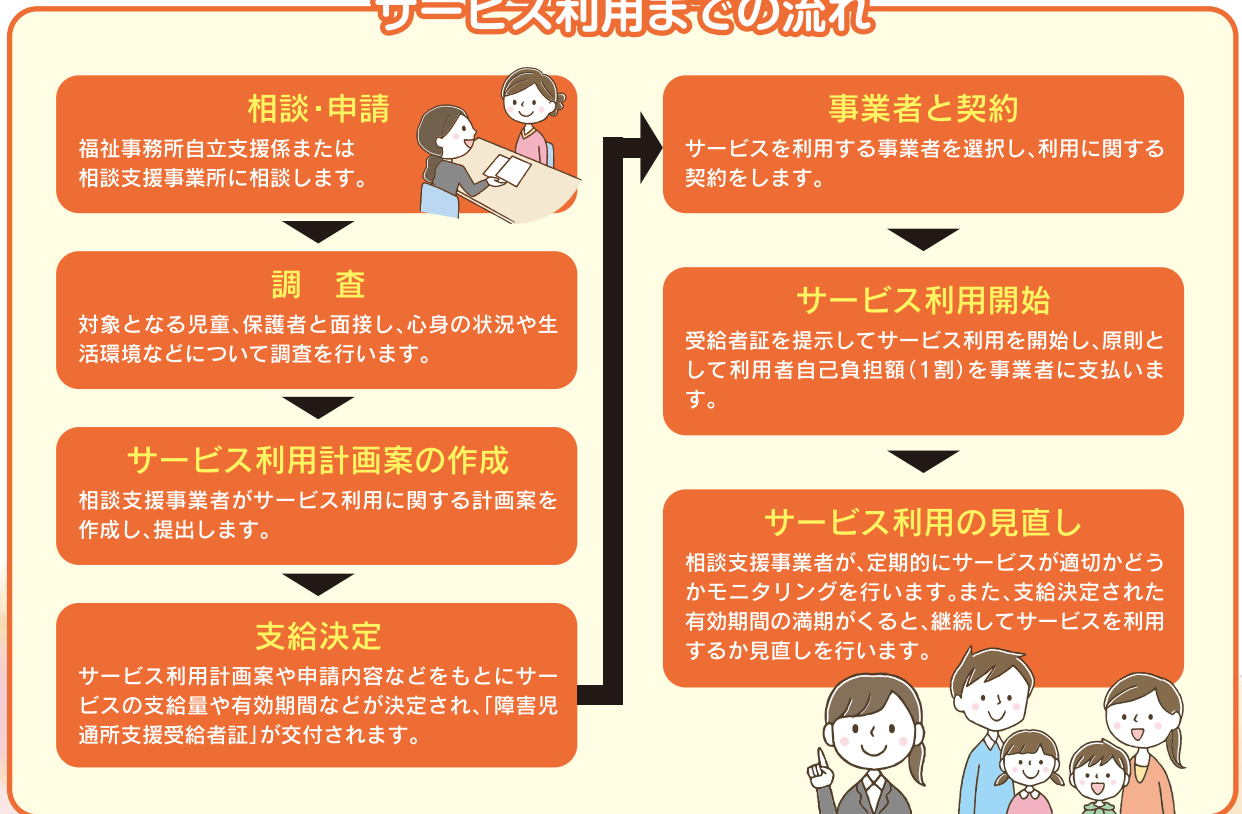 サービス利用までの流れ
相談・申請
福祉事務所自立支援係または
相談支援事業所に相談します。
調　査
対象となる児童、保護者と面接し、心身の状況や生
活環境などについて調査を行います。
サービス利用計画案の作成
相談支援事業者がサービス利用に関する計画案を
作成し、提出します。
支給決定
サービス利用計画案や申請内容などをもとにサー
ビスの支給量や有効期間などが決定され、「障害児
通所支援受給者証」が交付されます。
事業者と契約
サービスを利用する事業者を選択し、利用に関する
契約をします。
サービス利用開始
受給者証を提示してサービス利用を開始し、原則と
して利用者自己負担額（1割）を事業者に支払いま
す。
サービス利用の見直し
相談支援事業者が、定期的にサービスが適切かどう
かモニタリングを行います。また、支給決定された
有効期間の満期がくると、継続してサービスを利用
するか見直しを行います。